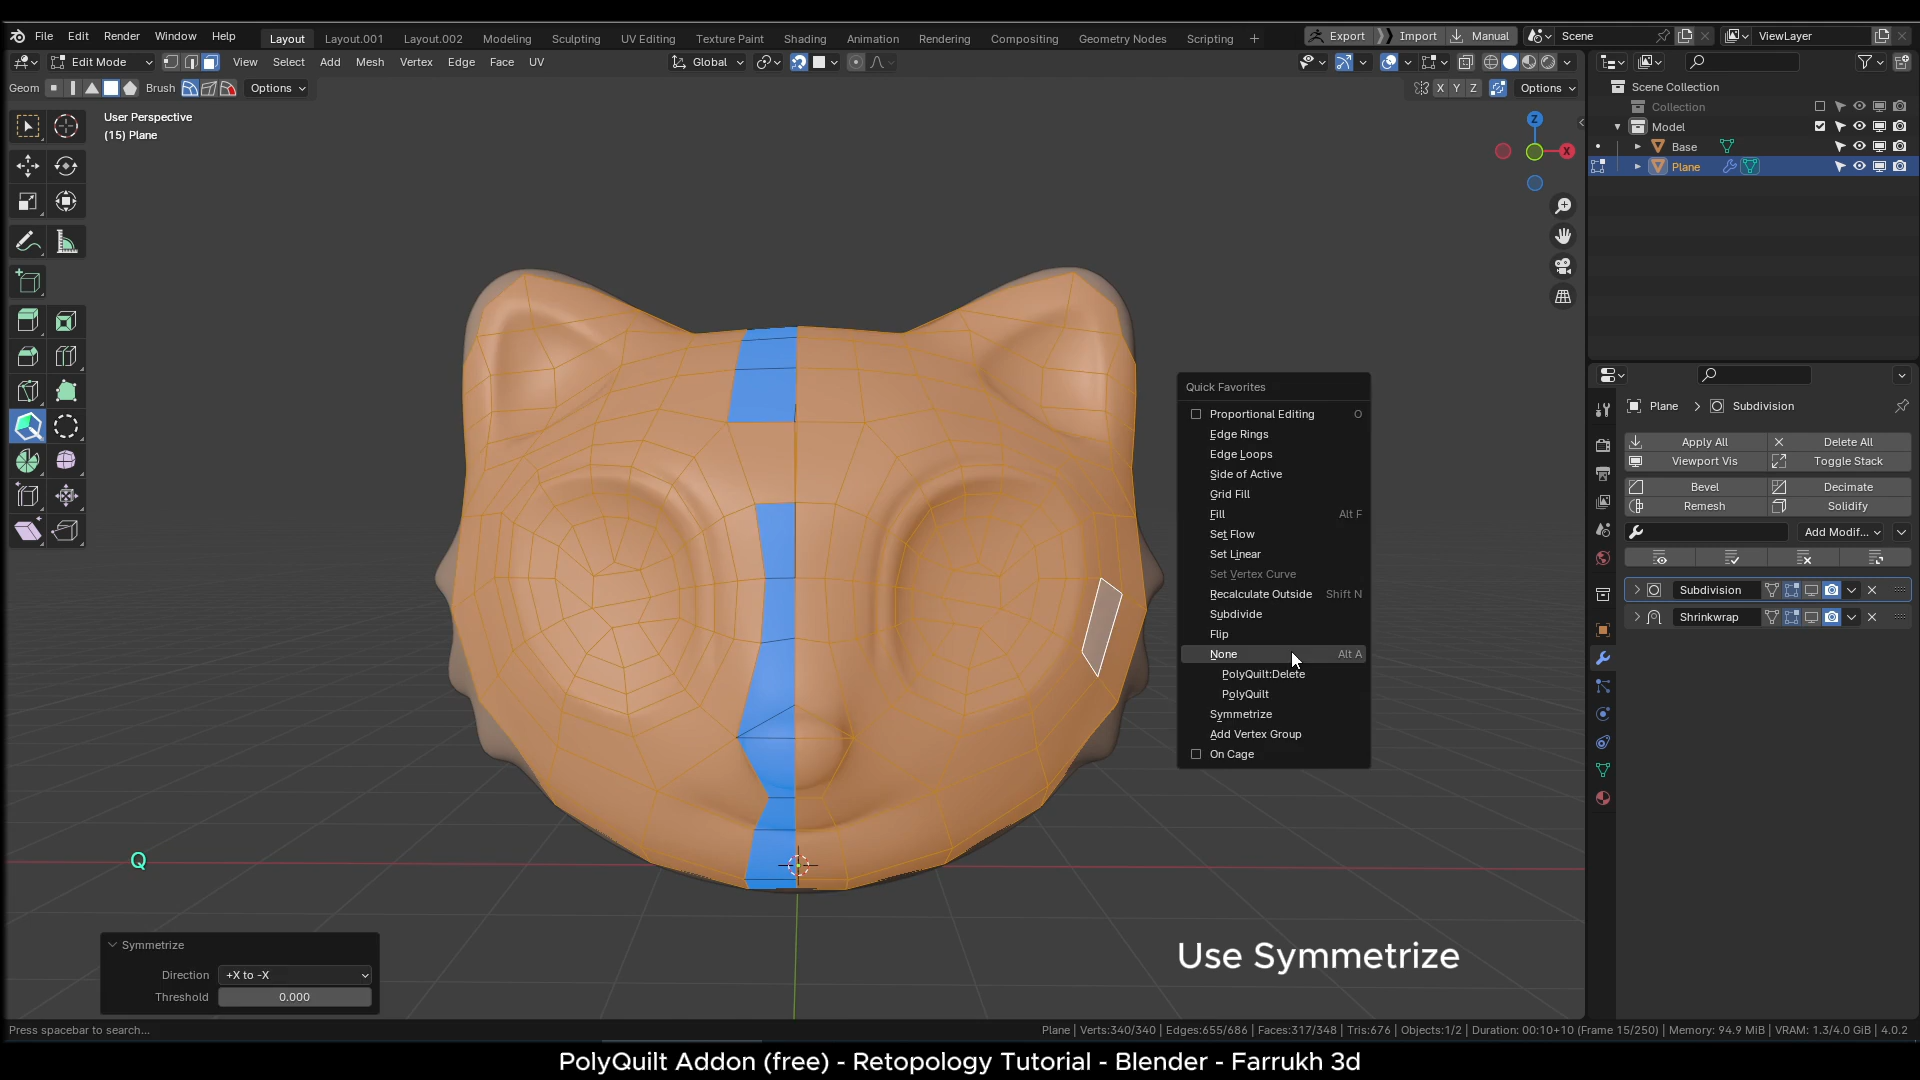 File Edit Render Window Help Layout Layout.001 Layout.002 Modeling Sculpting UV Editing Texture Paint Shading Animation Rendering Compositing Geometry Nodes Scripting + Export Import Manual Scene ViewLayer
Edit Mode View Select Add Mesh Vertex Edge Face UV Global
Geom Brush Options X Y Z Options
User Perspective
(15) Plane
Z
X
Scene Collection
Collection
Model
Base
Plane
Quick Favorites
Proportional Editing O
Edge Rings
Edge Loops
Side of Active
Grid Fill
Fill Alt F
Set Flow
Set Linear
Set Vertex Curve
Recalculate Outside Shift N
Subdivide
Flip
None Alt A
PolyQuilt:Delete
PolyQuilt
Symmetrize
Add Vertex Group
On Cage
Plane > Subdivision
Apply All Delete All
Viewport Vis Toggle Stack
Bevel Decimate
Remesh Solidify
Add Modif...
Subdivision
Shrinkwrap
Q
Symmetrize
Direction +X to -X
Threshold 0.000
Use Symmetrize
Press spacebar to search...
Plane | Verts:340/340 | Edges:655/686 | Faces:317/348 | Tris:676 | Objects:1/2 | Duration: 00:10+10 (Frame 15/250) | Memory: 94.9 MiB | VRAM: 1.3/4.0 GiB | 4.0.2
PolyQuilt Addon (free) - Retopology Tutorial - Blender - Farrukh 3d